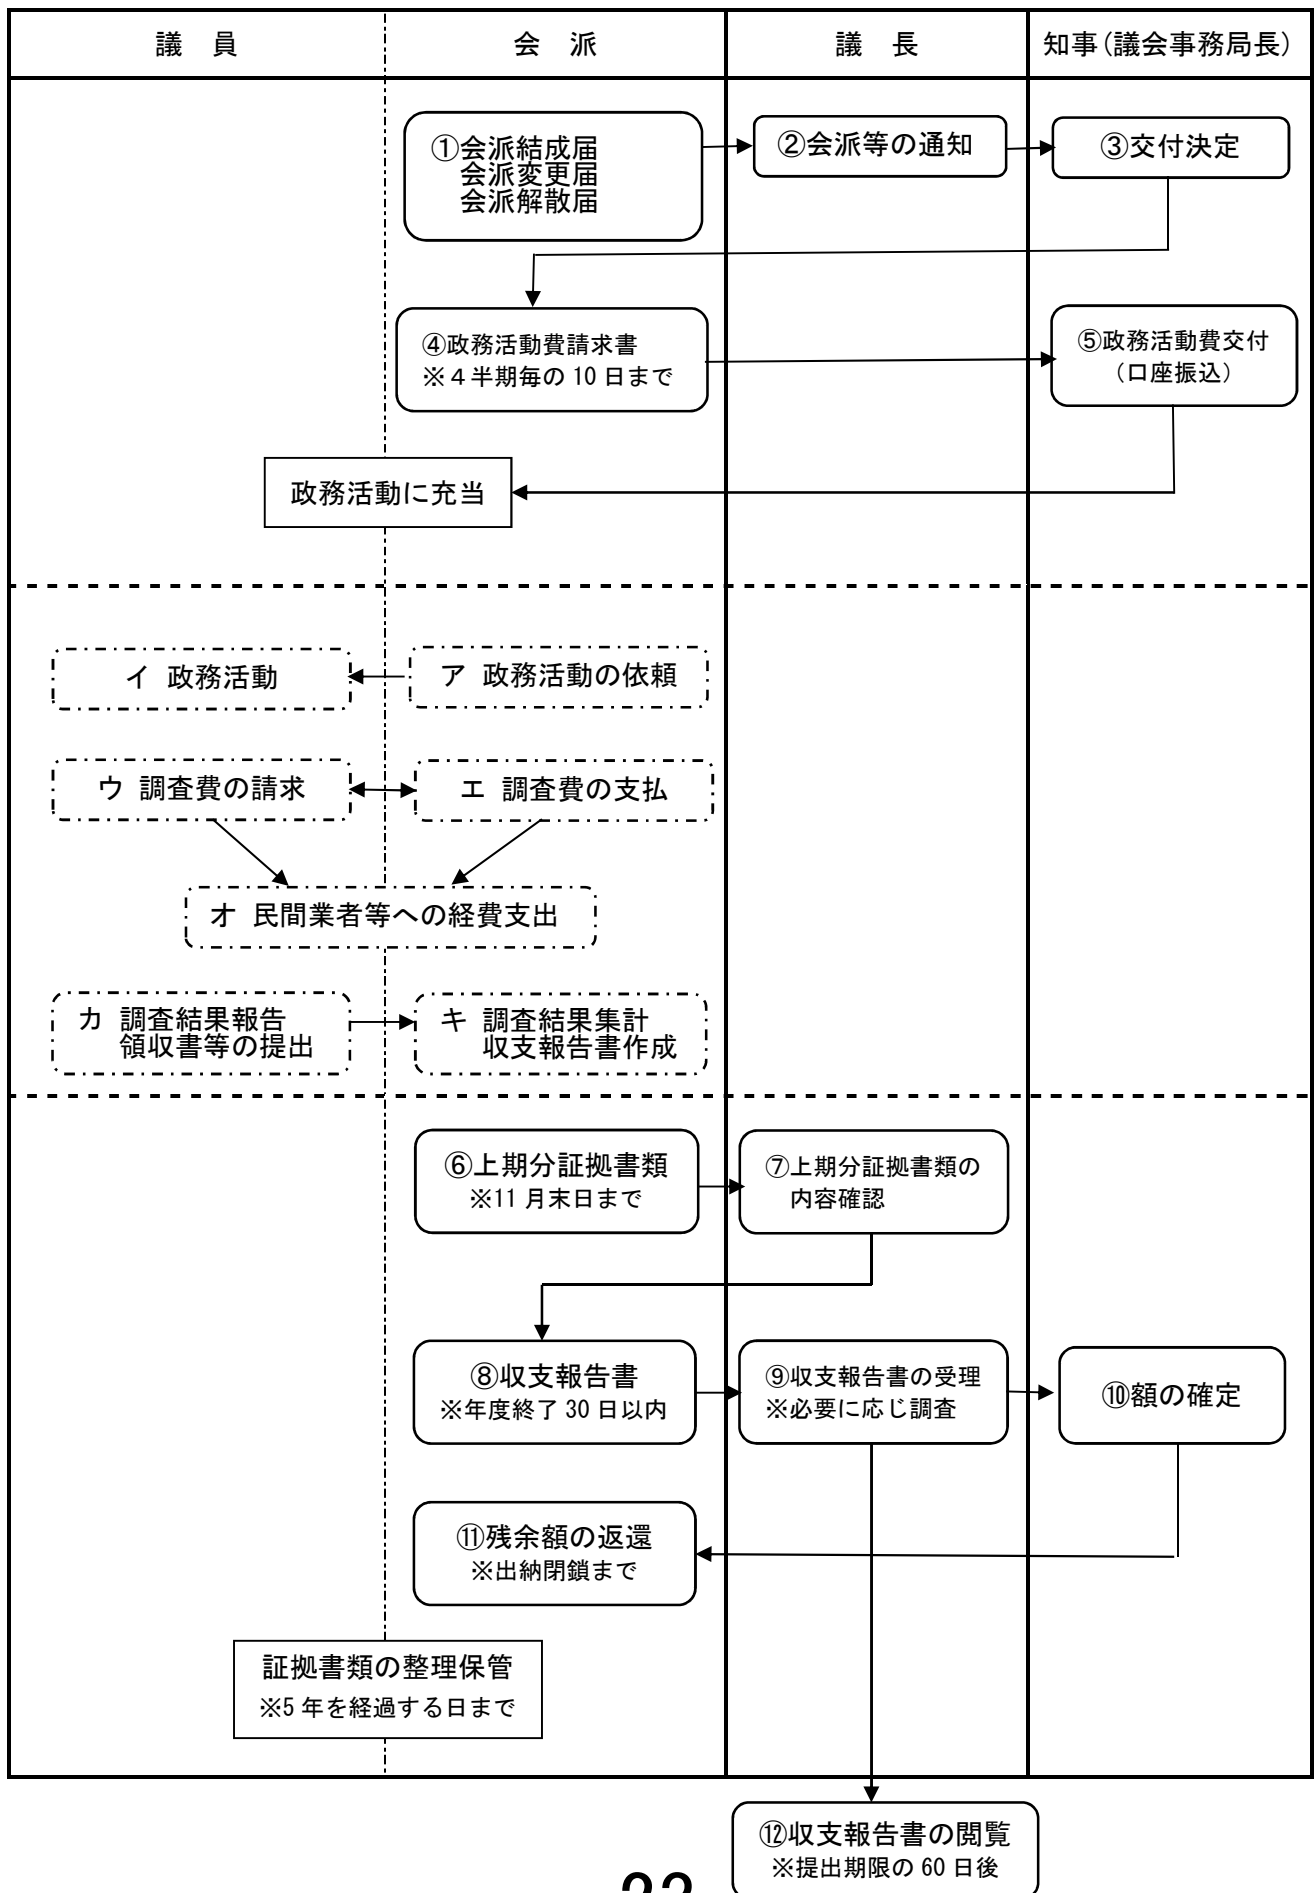 議　員
会　派
議　長
知事(議会事務局長)
①会派結成届
会派変更届
会派解散届
②会派等の通知
③交付決定
④政務活動費請求書
※４半期毎の 10 日まで
⑤政務活動費交付
（口座振込）
政務活動に充当
イ 政務活動
ア 政務活動の依頼
ウ 調査費の請求
エ 調査費の支払
オ 民間業者等への経費支出
カ 調査結果報告
領収書等の提出
キ 調査結果集計
収支報告書作成
⑥上期分証拠書類
※11 月末日まで
⑦上期分証拠書類の
内容確認
⑧収支報告書
※年度終了 30 日以内
⑨収支報告書の受理
※必要に応じ調査
⑩額の確定
⑪残余額の返還
※出納閉鎖まで
証拠書類の整理保管
※5 年を経過する日まで
⑫収支報告書の閲覧
※提出期限の 60 日後